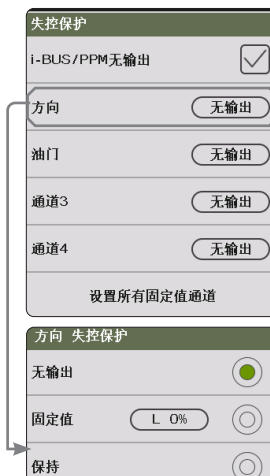 失控保护
i-BUS/PPM无输出
方向 无输出
油门 无输出
通道3 无输出
通道4 无输出
设置所有固定值通道
方向 失控保护
无输出
固定值 L 0%
保持